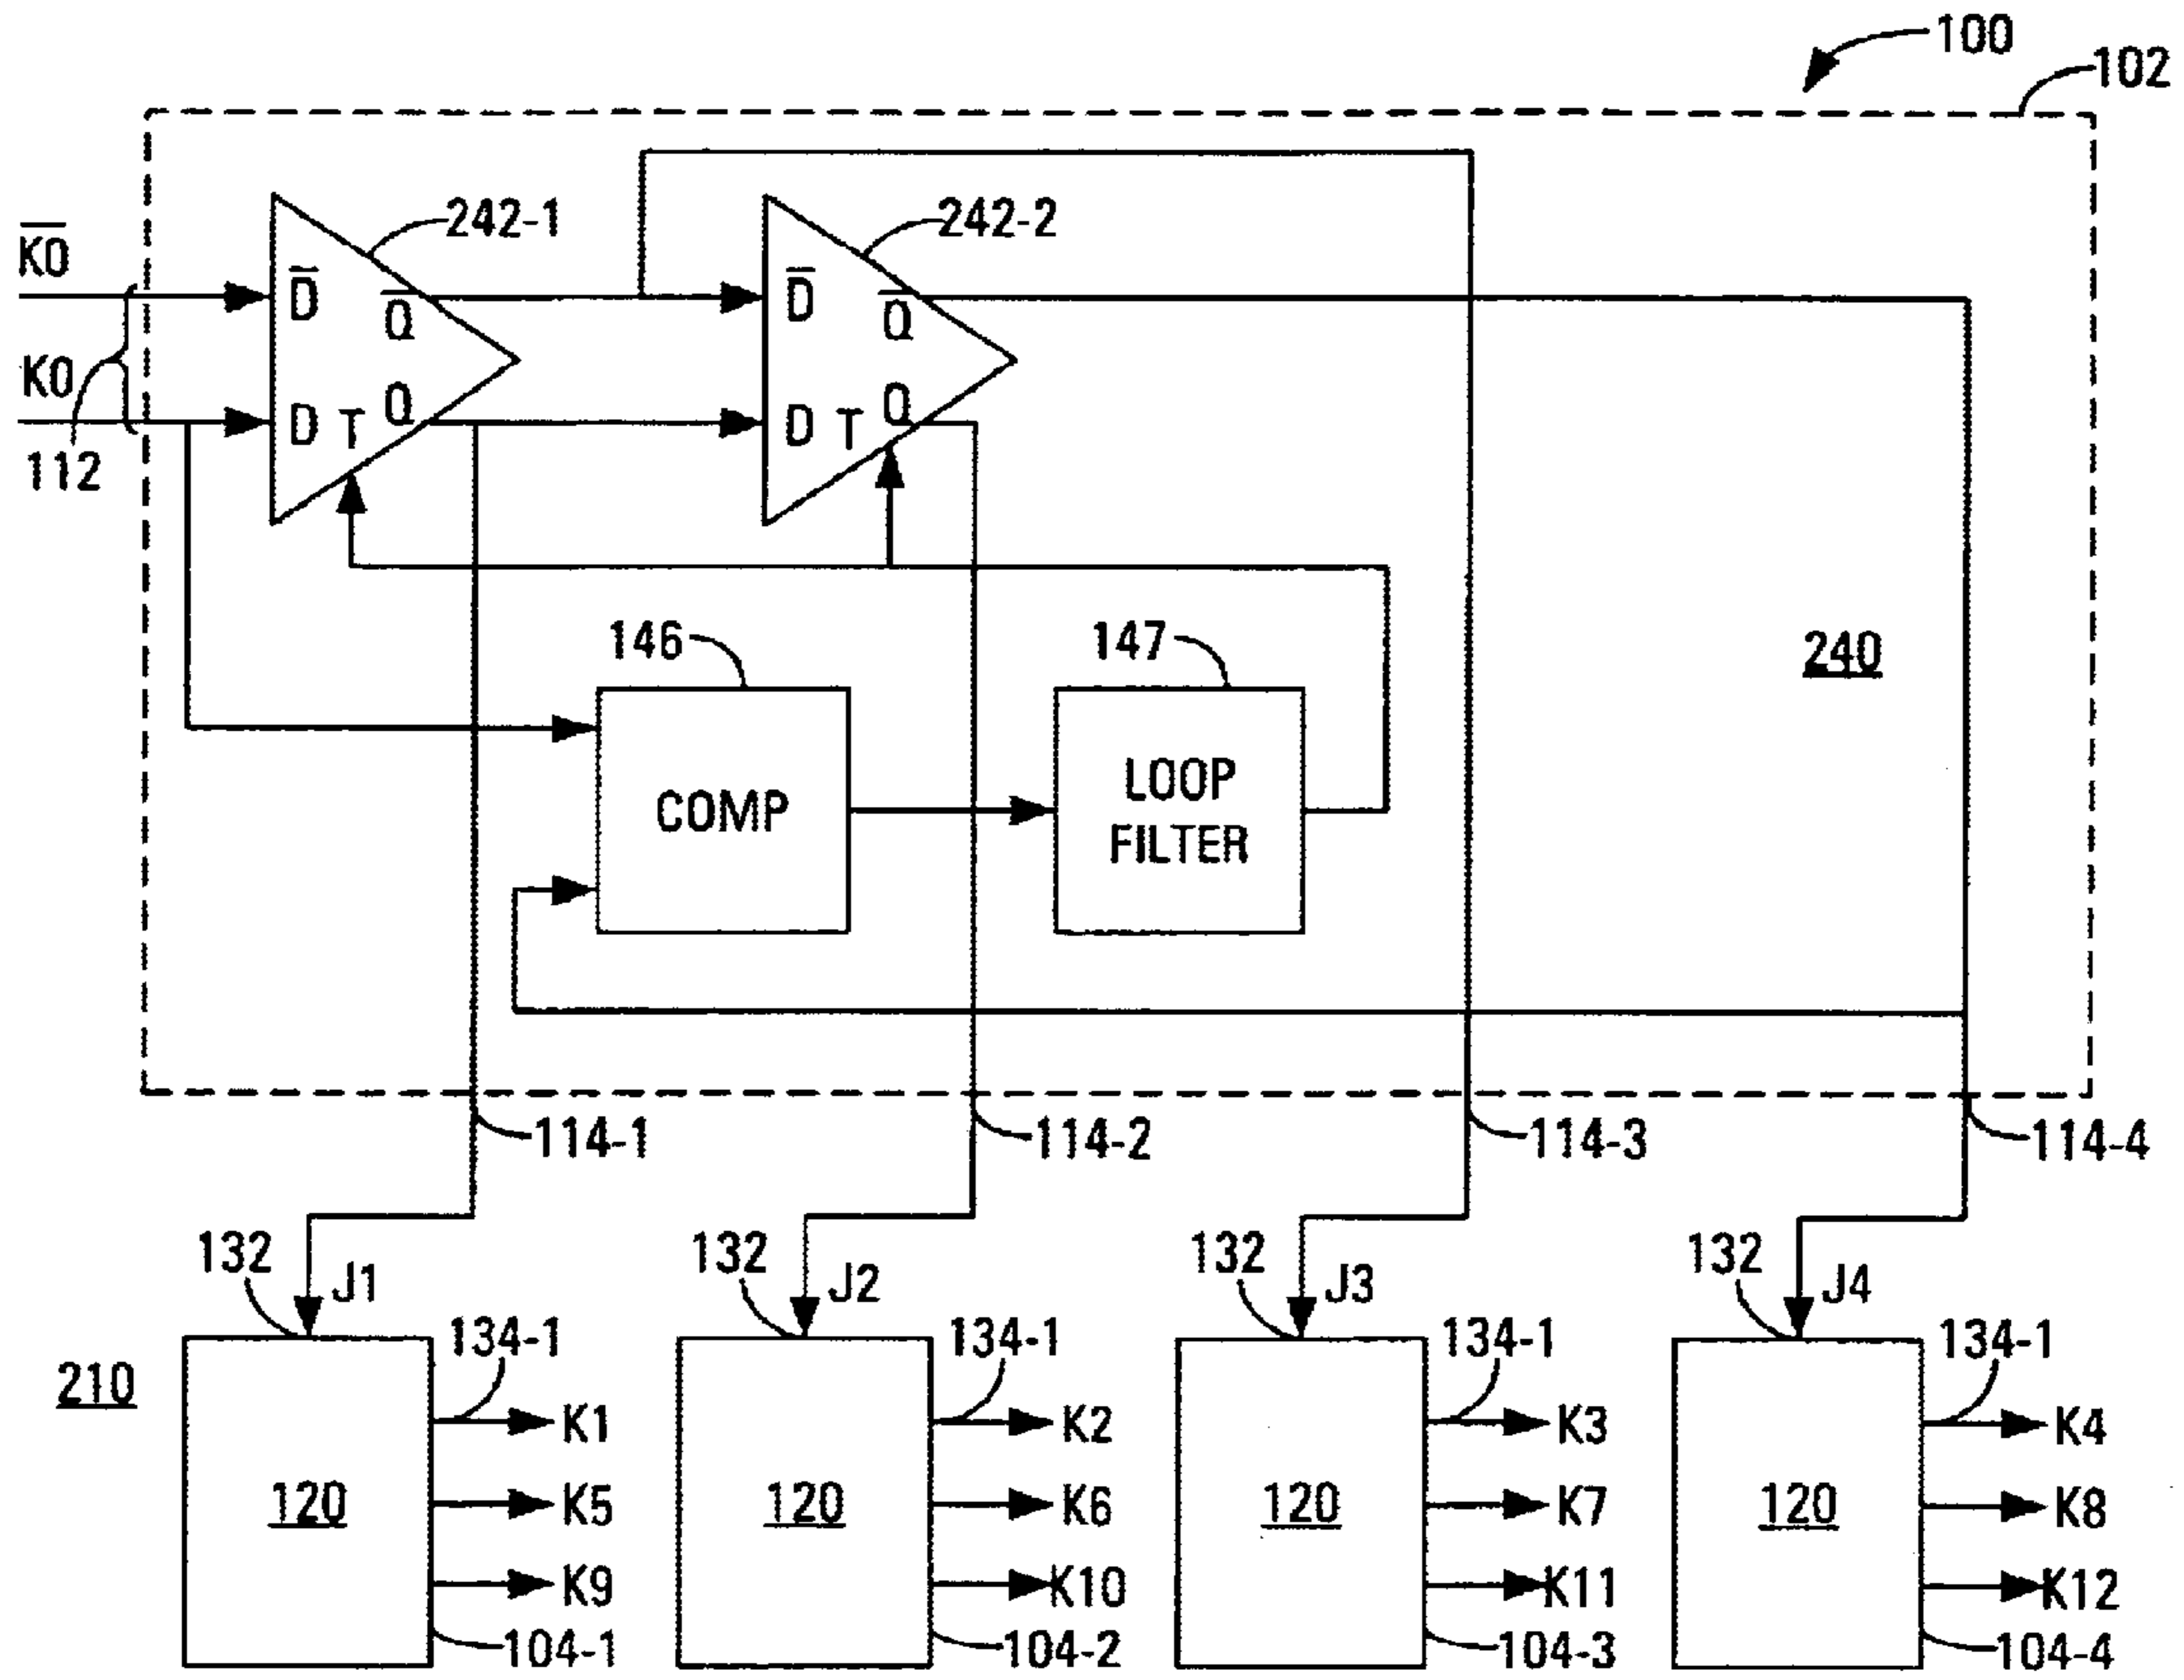 100
102
242-1
242-2
K̅0̅
D̅
Q̅
D̅
Q̅
K0
D T Q
D T Q
112
146
147
240
COMP
LOOP
FILTER
114-1
114-2
114-3
114-4
132
J1
132
J2
132
J3
132
J4
134-1
134-1
134-1
134-1
210
K1
K2
K3
K4
120
K5
120
K6
120
K7
120
K8
K9
K10
K11
K12
104-1
104-2
104-3
104-4